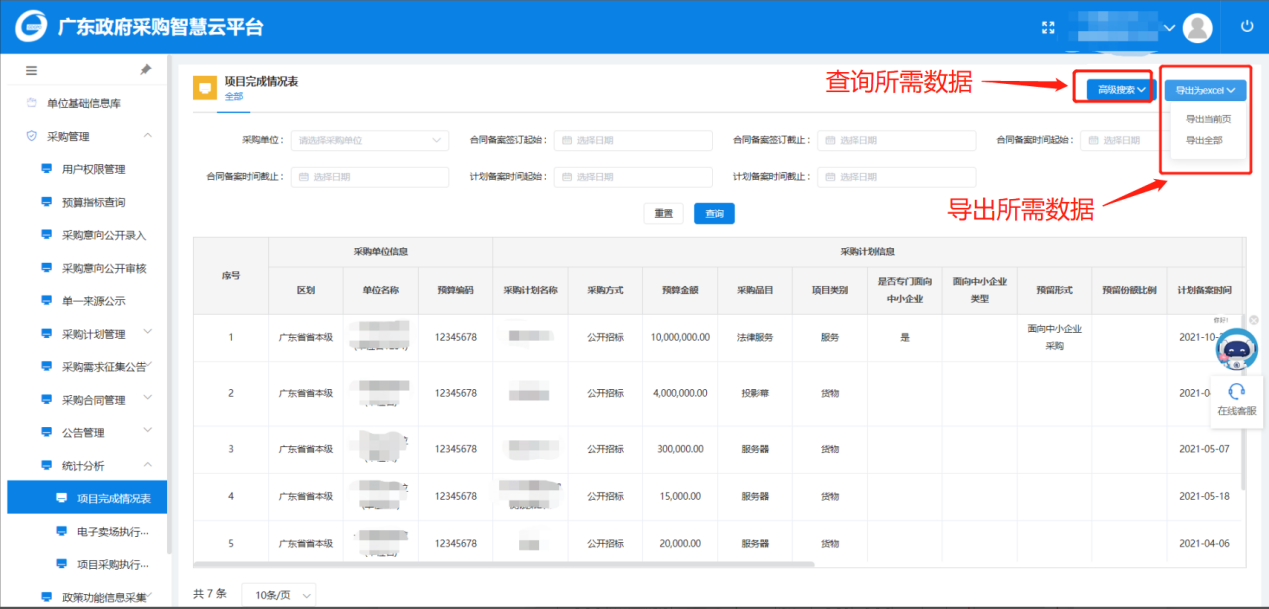 广东政府采购智慧云平台
单位基础信息库
采购管理
用户权限管理
预算指标查询
采购意向公开录入
采购意向公开审核
单一来源公示
采购计划管理
采购需求征集公告
采购合同管理
公告管理
统计分析
项目完成情况表
电子卖场执行...
项目采购执行...
政策功能信息采集
项目完成情况表
全部
查询所需数据
高级搜索
导出为excel
导出当前页
导出全部
导出所需数据
采购单位： 请选择采购单位 合同备案签订起始： 选择日期 合同备案签订截止： 选择日期 合同备案时间起始： 选择日期
合同备案时间截止： 选择日期 计划备案时间起始： 选择日期 计划备案时间截止： 选择日期
重置 查询
序号 采购单位信息 采购计划信息
区划 单位名称 预算编码 采购计划名称 采购方式 预算金额 采购品目 项目类别 是否专门面向中小企业 面向中小企业类型 预留形式 预留份额比例 计划备案时间
1 广东省省本级 12345678 公开招标 10,000,000.00 法律服务 服务 是 面向中小企业采购 2021-10-
2 广东省省本级 12345678 公开招标 4,000,000.00 投影幕 货物 2021-0
3 广东省省本级 12345678 公开招标 300,000.00 服务器 货物 2021-05-07
4 广东省省本级 12345678 公开招标 15,000.00 服务器 货物 2021-05-18
5 广东省省本级 12345678 公开招标 20,000.00 服务器 货物 2021-04-06
你好！
在线客服
共 7 条 10条/页